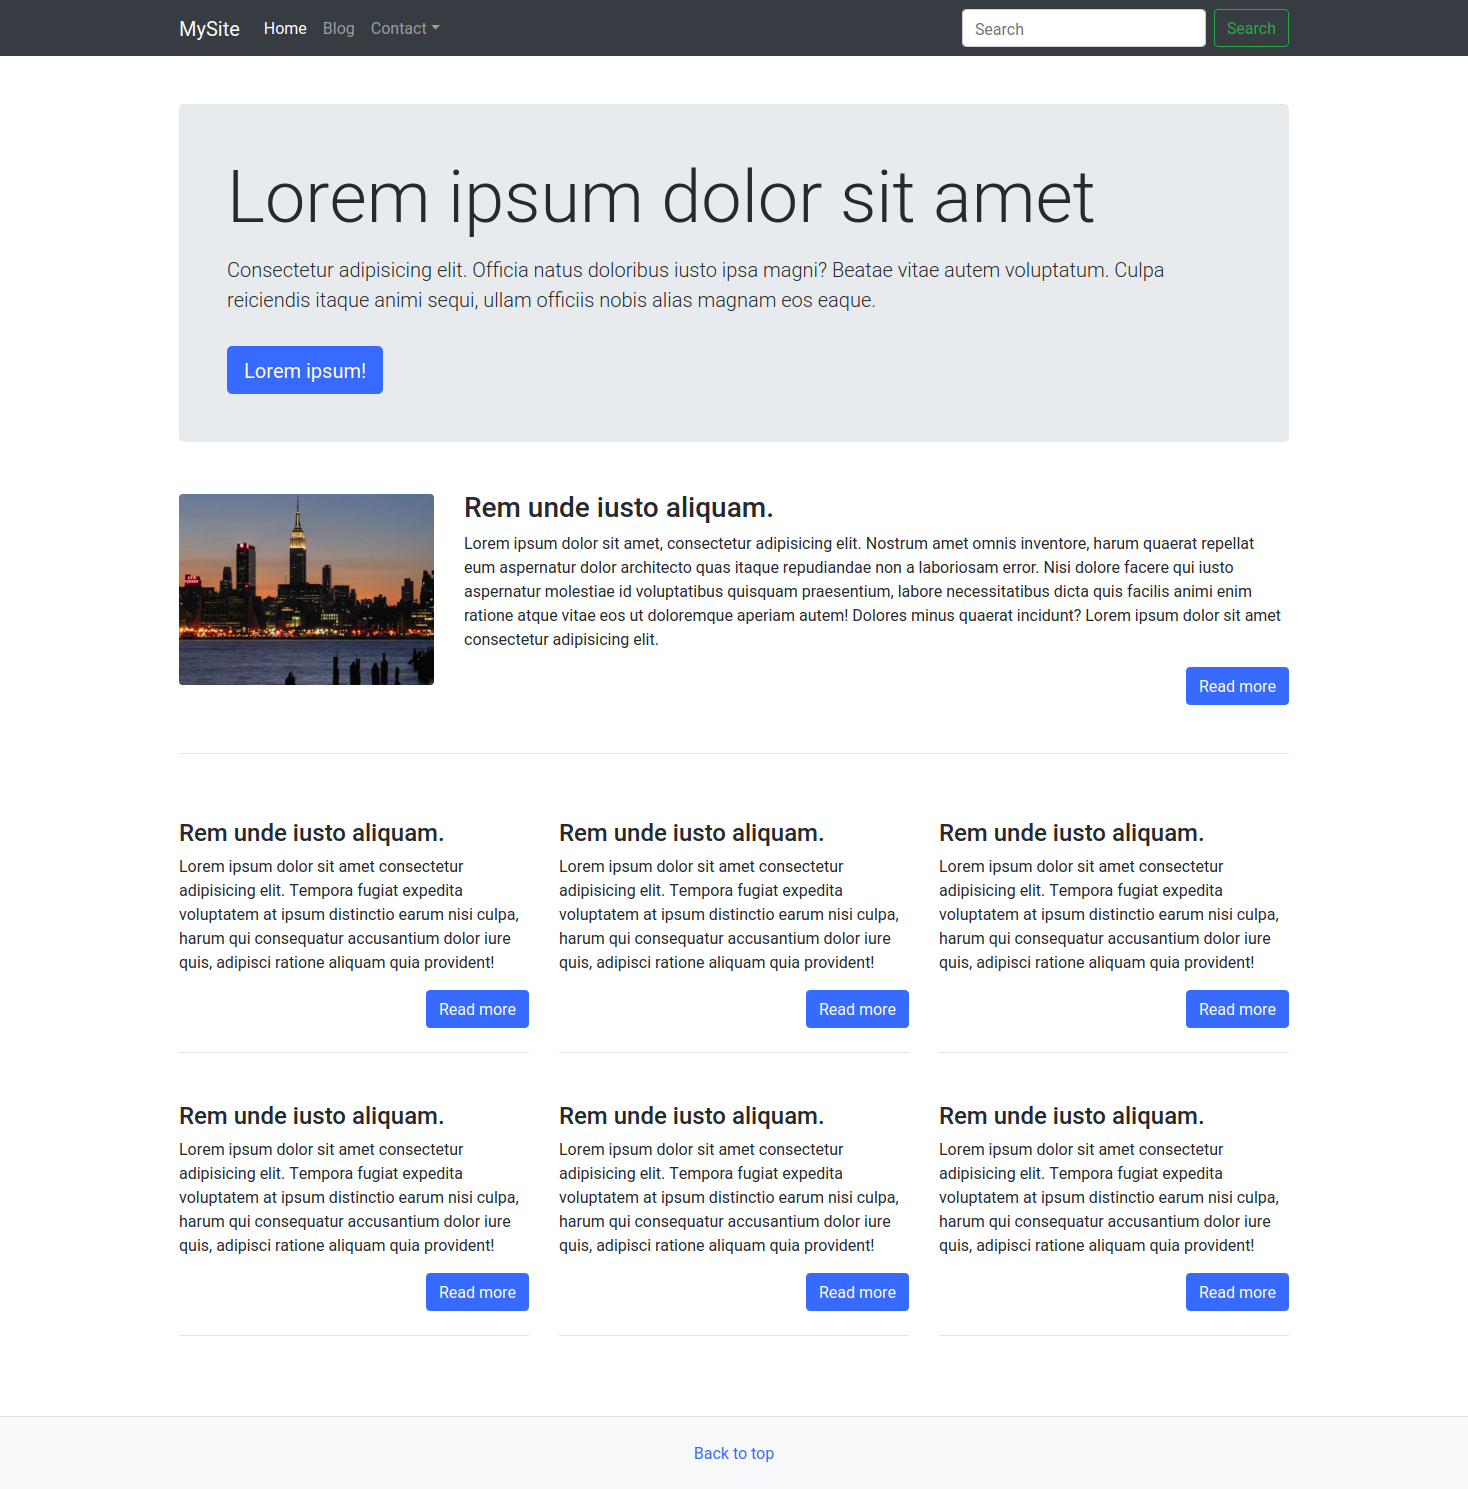 MySite Home Blog Contact Search Search
Lorem ipsum dolor sit amet
Consectetur adipisicing elit. Officia natus doloribus iusto ipsa magni? Beatae vitae autem voluptatum. Culpa
reiciendis itaque animi sequi, ullam officiis nobis alias magnam eos eaque.
Lorem ipsum!
Rem unde iusto aliquam.
Lorem ipsum dolor sit amet, consectetur adipisicing elit. Nostrum amet omnis inventore, harum quaerat repellat
eum aspernatur dolor architecto quas itaque repudiandae non a laboriosam error. Nisi dolore facere qui iusto
aspernatur molestiae id voluptatibus quisquam praesentium, labore necessitatibus dicta quis facilis animi enim
ratione atque vitae eos ut doloremque aperiam autem! Dolores minus quaerat incidunt? Lorem ipsum dolor sit amet
consectetur adipisicing elit.
Read more
Rem unde iusto aliquam.
Lorem ipsum dolor sit amet consectetur
adipisicing elit. Tempora fugiat expedita
voluptatem at ipsum distinctio earum nisi culpa,
harum qui consequatur accusantium dolor iure
quis, adipisci ratione aliquam quia provident!
Read more
Rem unde iusto aliquam.
Lorem ipsum dolor sit amet consectetur
adipisicing elit. Tempora fugiat expedita
voluptatem at ipsum distinctio earum nisi culpa,
harum qui consequatur accusantium dolor iure
quis, adipisci ratione aliquam quia provident!
Read more
Rem unde iusto aliquam.
Lorem ipsum dolor sit amet consectetur
adipisicing elit. Tempora fugiat expedita
voluptatem at ipsum distinctio earum nisi culpa,
harum qui consequatur accusantium dolor iure
quis, adipisci ratione aliquam quia provident!
Read more
Rem unde iusto aliquam.
Lorem ipsum dolor sit amet consectetur
adipisicing elit. Tempora fugiat expedita
voluptatem at ipsum distinctio earum nisi culpa,
harum qui consequatur accusantium dolor iure
quis, adipisci ratione aliquam quia provident!
Read more
Rem unde iusto aliquam.
Lorem ipsum dolor sit amet consectetur
adipisicing elit. Tempora fugiat expedita
voluptatem at ipsum distinctio earum nisi culpa,
harum qui consequatur accusantium dolor iure
quis, adipisci ratione aliquam quia provident!
Read more
Rem unde iusto aliquam.
Lorem ipsum dolor sit amet consectetur
adipisicing elit. Tempora fugiat expedita
voluptatem at ipsum distinctio earum nisi culpa,
harum qui consequatur accusantium dolor iure
quis, adipisci ratione aliquam quia provident!
Read more
Back to top